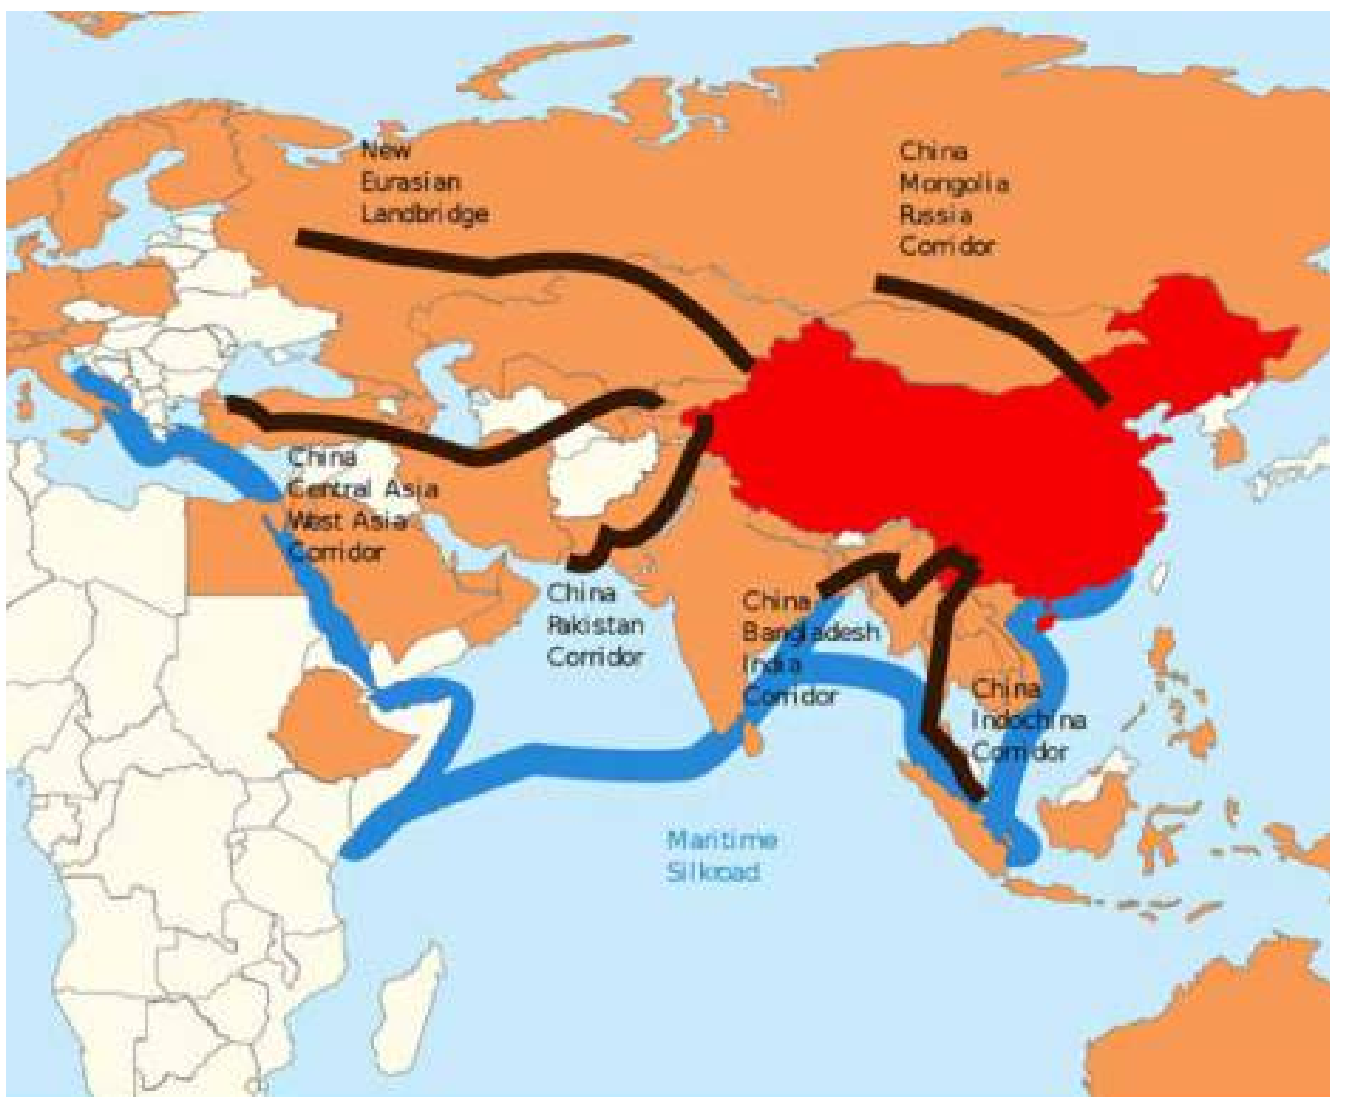 New
Eurasian
Landbridge
China
Mongolia
Russia
Corridor
China
Central Asia
West Asia
Corridor
China
Pakistan
Corridor
China
Bangladesh
India
Corridor
China
Indochina
Corridor
Maritime
Silkroad